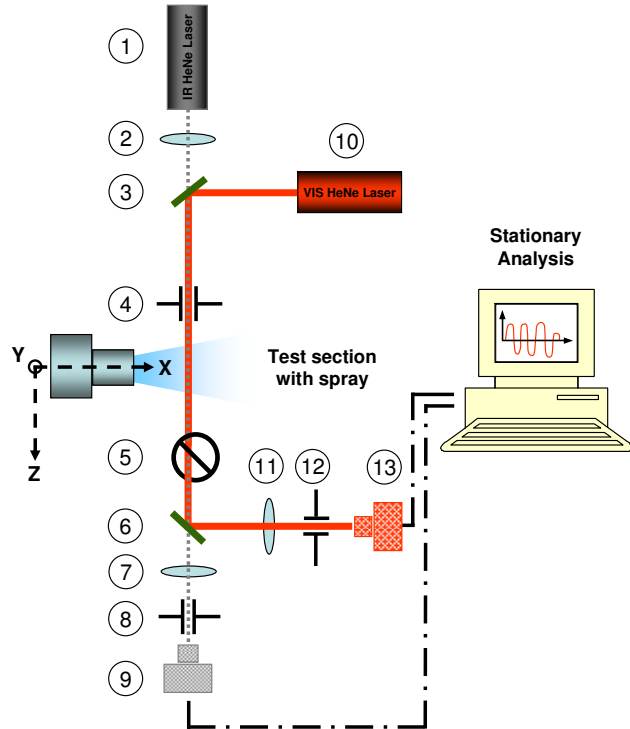 1
IR HeNe Laser
2
10
3
VIS HeNe Laser
Stationary
Analysis
4
Y
X
Test section
with spray
Z
5
11
12
13
6
7
8
9